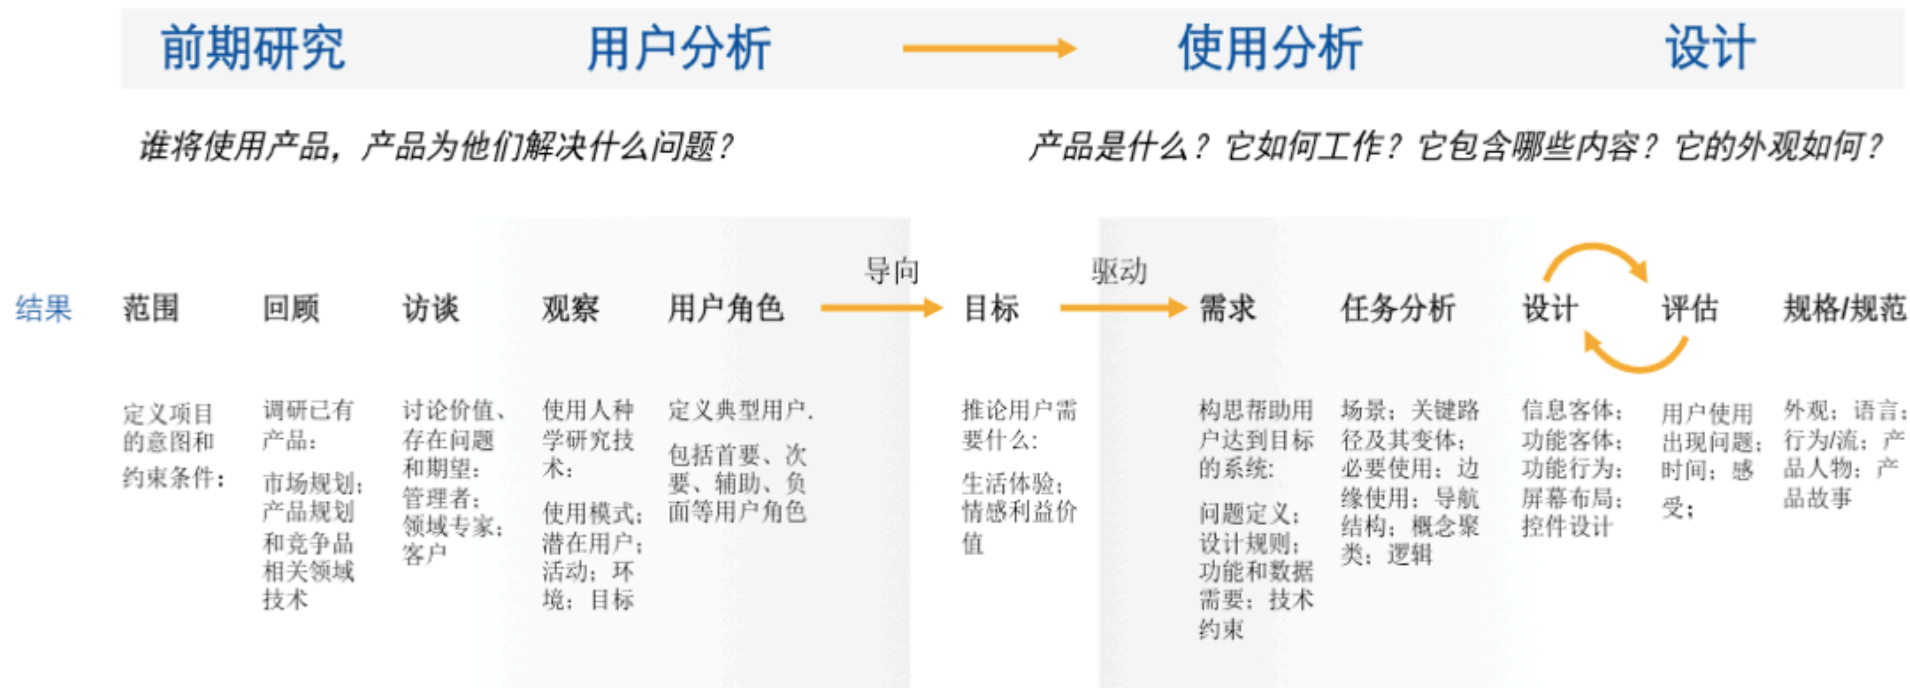 前期研究
用户分析
使用分析
设计
谁将使用产品，产品为他们解决什么问题？
产品是什么？它如何工作？它包含哪些内容？它的外观如何？
结果
范围
回顾
访谈
观察
用户角色
导向
目标
驱动
需求
任务分析
设计
评估
规格/规范
定义项目
的意图和
约束条件；
调研已有
产品：
市场规划；
产品规划
和竞争品
相关领域
技术
讨论价值、
存在问题
和期望：
管理者；
领域专家；
客户
使用人种
学研究技
术：
使用模式；
潜在用户；
活动；环
境；目标
定义典型用户.
包括首要、次
要、辅助、负
面等用户角色
推论用户需
要什么:
生活体验；
情感利益价
值
构思帮助用
户达到目标
的系统:
问题定义；
设计规则；
功能和数据
需要；技术
约束
场景；关键路
径及其变体；
必要使用；边
缘使用；导航
结构；概念聚
类；逻辑
信息客体；
功能客体；
功能行为；
屏幕布局；
控件设计
用户使用
出现问题；
时间；感
受；
外观；语言；
行为/流；产
品人物；产
品故事